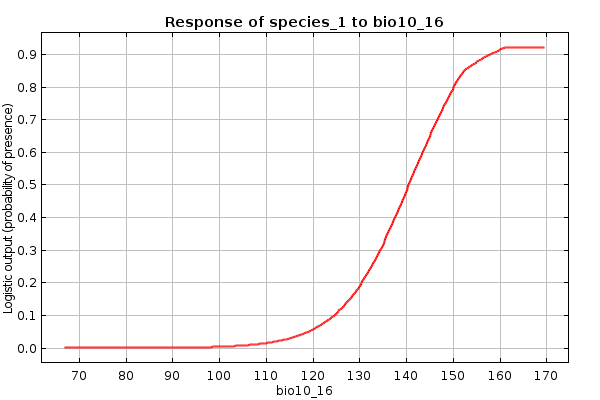 Response of species_1 to bio10_16
Logistic output (probability of presence)
0.9
0.8
0.7
0.6
0.5
0.4
0.3
0.2
0.1
0.0
70 80 90 100 110 120 130 140 150 160 170
bio10_16